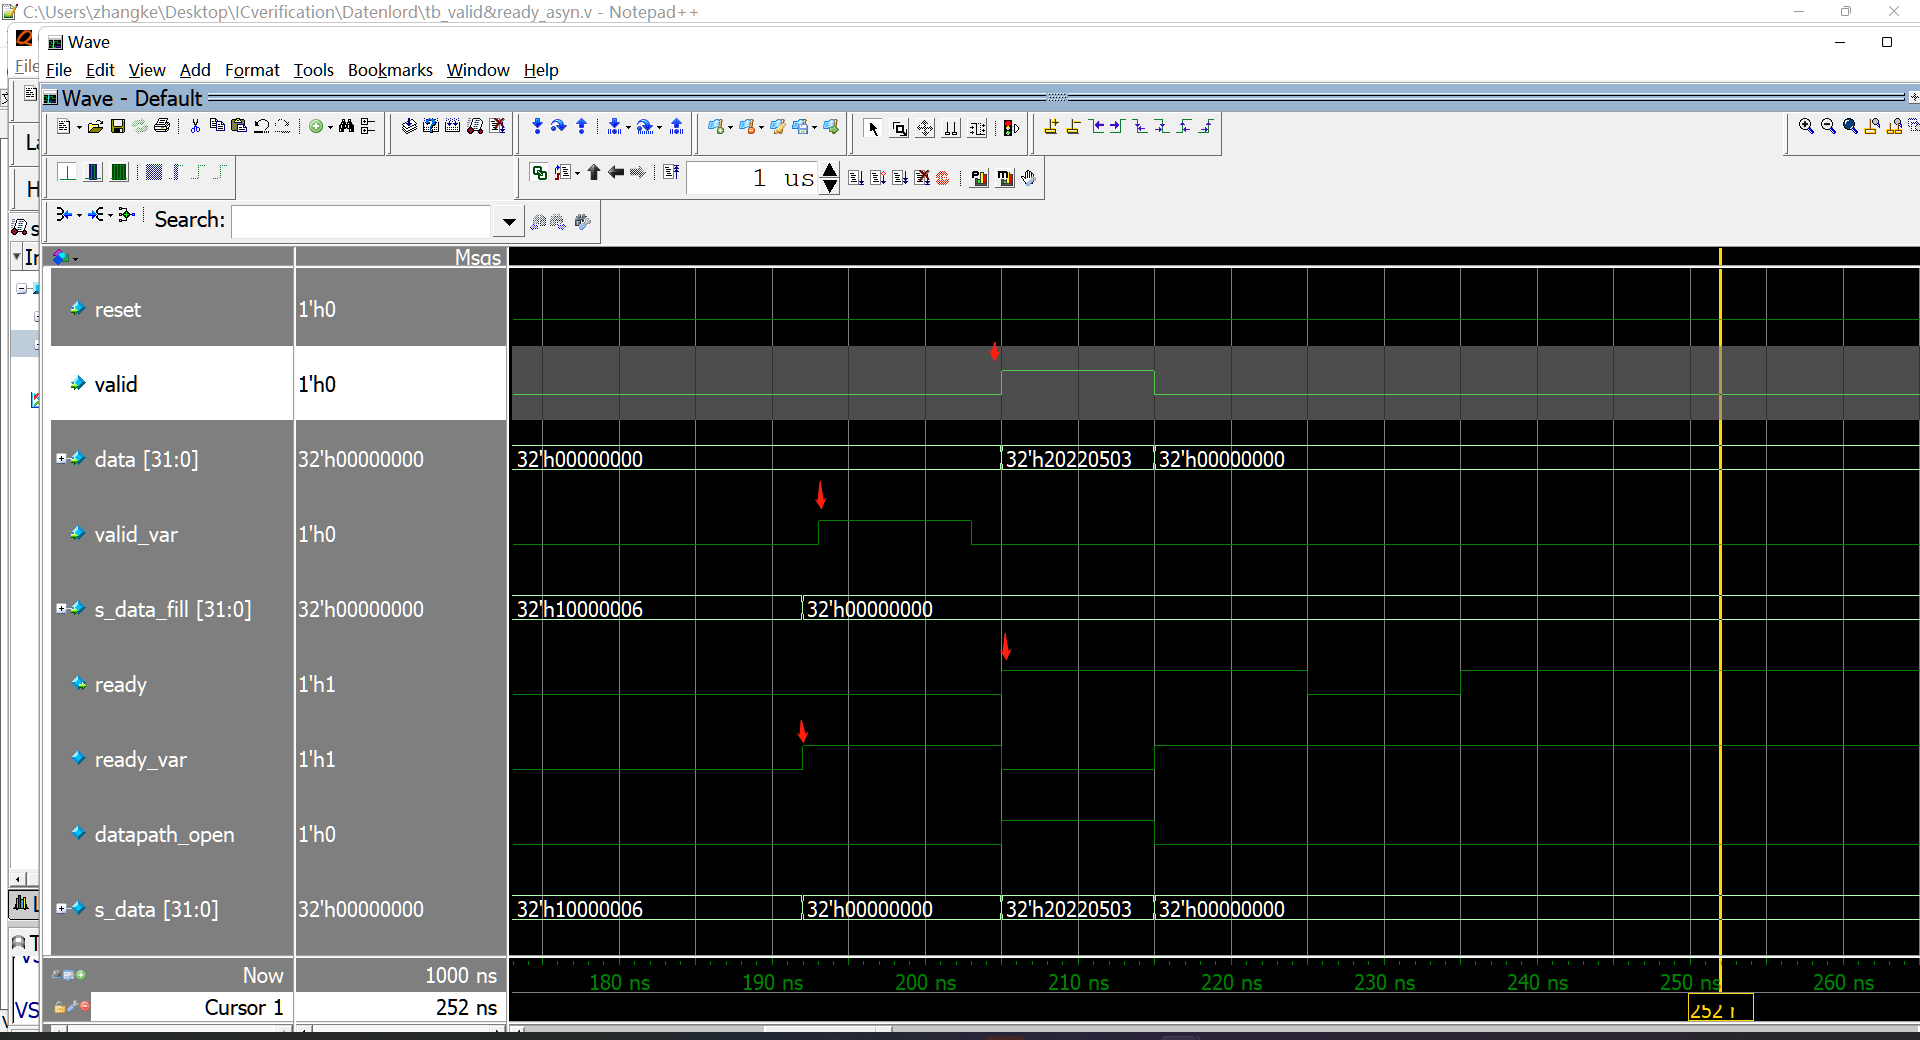 C:\Users\zhangke\Desktop\ICverification\Datenlord\tb_valid&ready_asyn.v - Notepad++
Wave
File
File Edit View Add Format Tools Bookmarks Window Help
Wave - Default
1 us
Search:
Msgs
reset 1'h0
valid 1'h0
data [31:0] 32'h00000000 32'h00000000 32'h20220503 32'h00000000
valid_var 1'h0
s_data_fill [31:0] 32'h00000000 32'h10000006 32'h00000000
ready 1'h1
ready_var 1'h1
datapath_open 1'h0
s_data [31:0] 32'h00000000 32'h10000006 32'h00000000 32'h20220503 32'h00000000
Now 1000 ns 180 ns 190 ns 200 ns 210 ns 220 ns 230 ns 240 ns 250 ns 260 ns
Cursor 1 252 ns